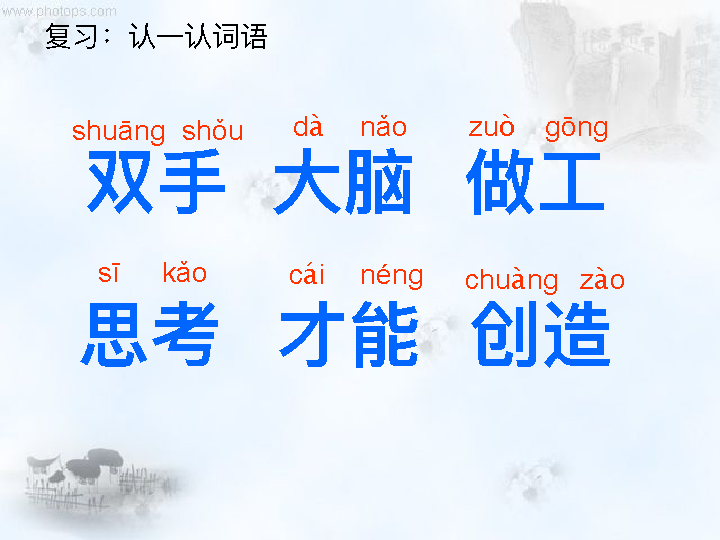 www.photops.com
复习：认一认词语
shuāng shǒu dà nǎo zuò gōng
双手 大脑 做工
sī kǎo cái néng chuàng zào
思考 才能 创造